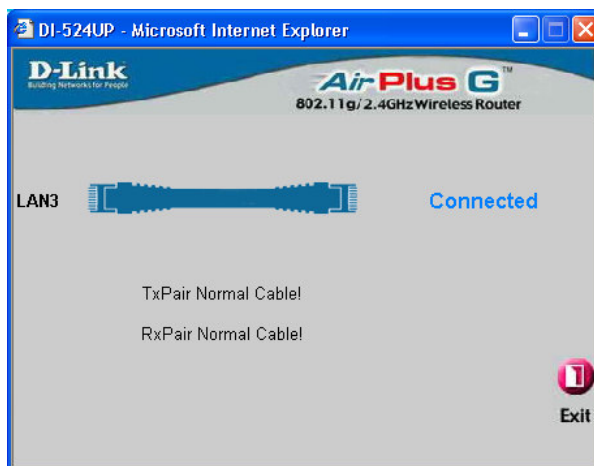 DI-524UP - Microsoft Internet Explorer
D-Link
Building Networks for People
Air Plus G™
802.11g/2.4GHz Wireless Router
LAN3
Connected
TxPair Normal Cable!
RxPair Normal Cable!
Exit